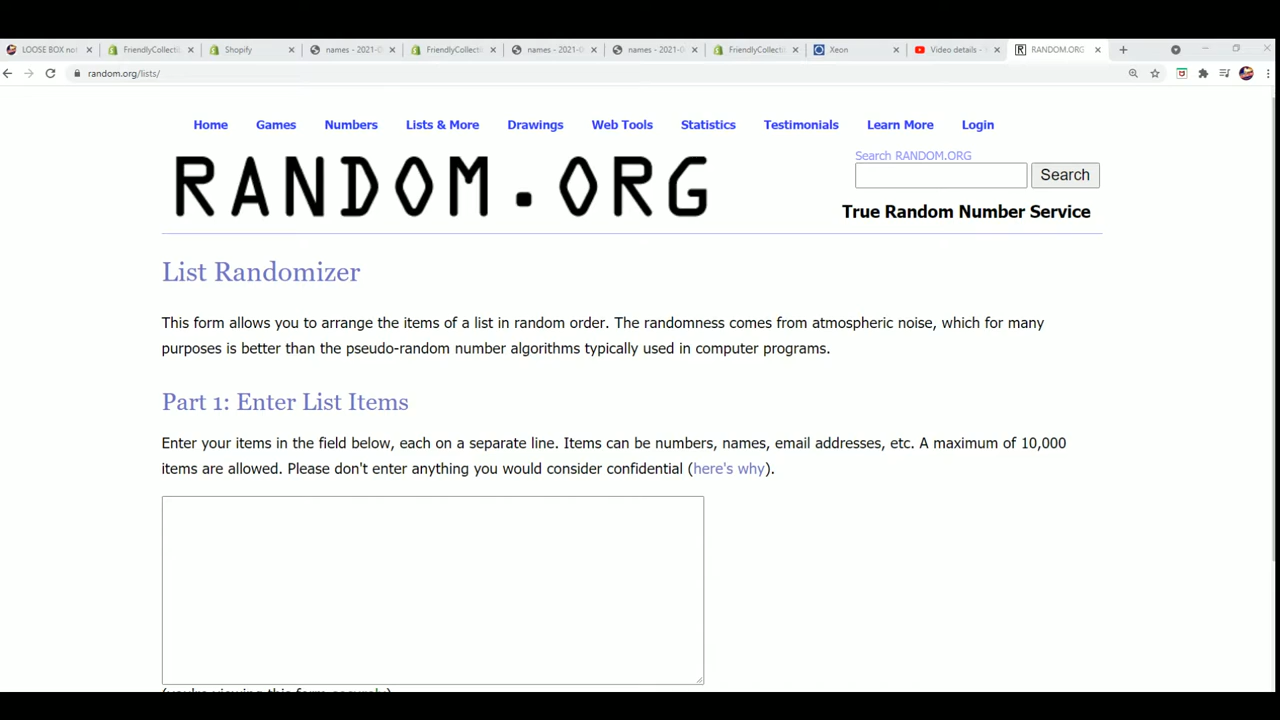 LOOSE BOX no
FriendlyCollecti
Shopify
names - 2021-0
FriendlyCollecti
names - 2021-0
names - 2021-0
FriendlyCollecti
Xeon
Video details -
RANDOM.ORG
random.org/lists/
Home Games Numbers Lists & More Drawings Web Tools Statistics Testimonials Learn More Login
RANDOM.ORG
Search RANDOM.ORG
Search
True Random Number Service
List Randomizer
This form allows you to arrange the items of a list in random order. The randomness comes from atmospheric noise, which for many
purposes is better than the pseudo-random number algorithms typically used in computer programs.
Part 1: Enter List Items
Enter your items in the field below, each on a separate line. Items can be numbers, names, email addresses, etc. A maximum of 10,000
items are allowed. Please don't enter anything you would consider confidential (here's why).
(you're viewing this form securely)